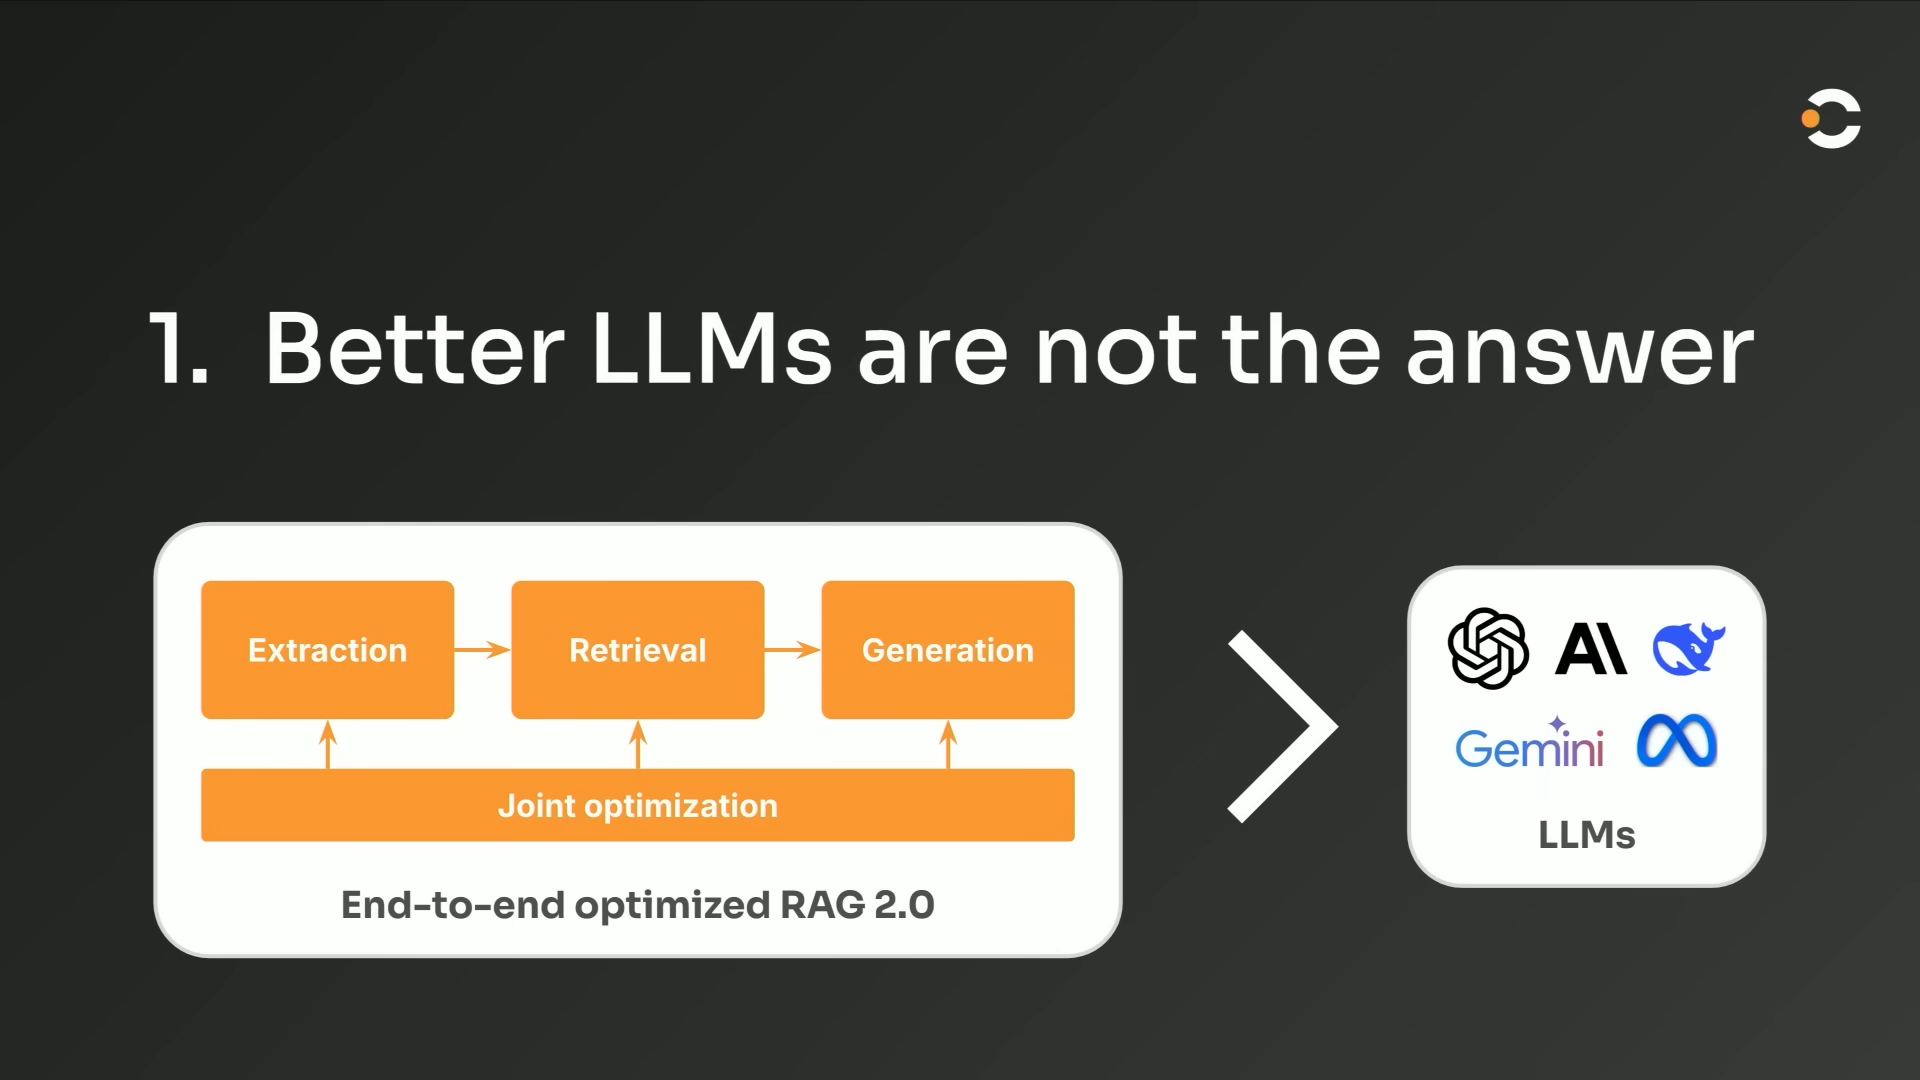 1. Better LLMs are not the answer
Extraction
Retrieval
Generation
Joint optimization
End-to-end optimized RAG 2.0
AI
Gemini
LLMs